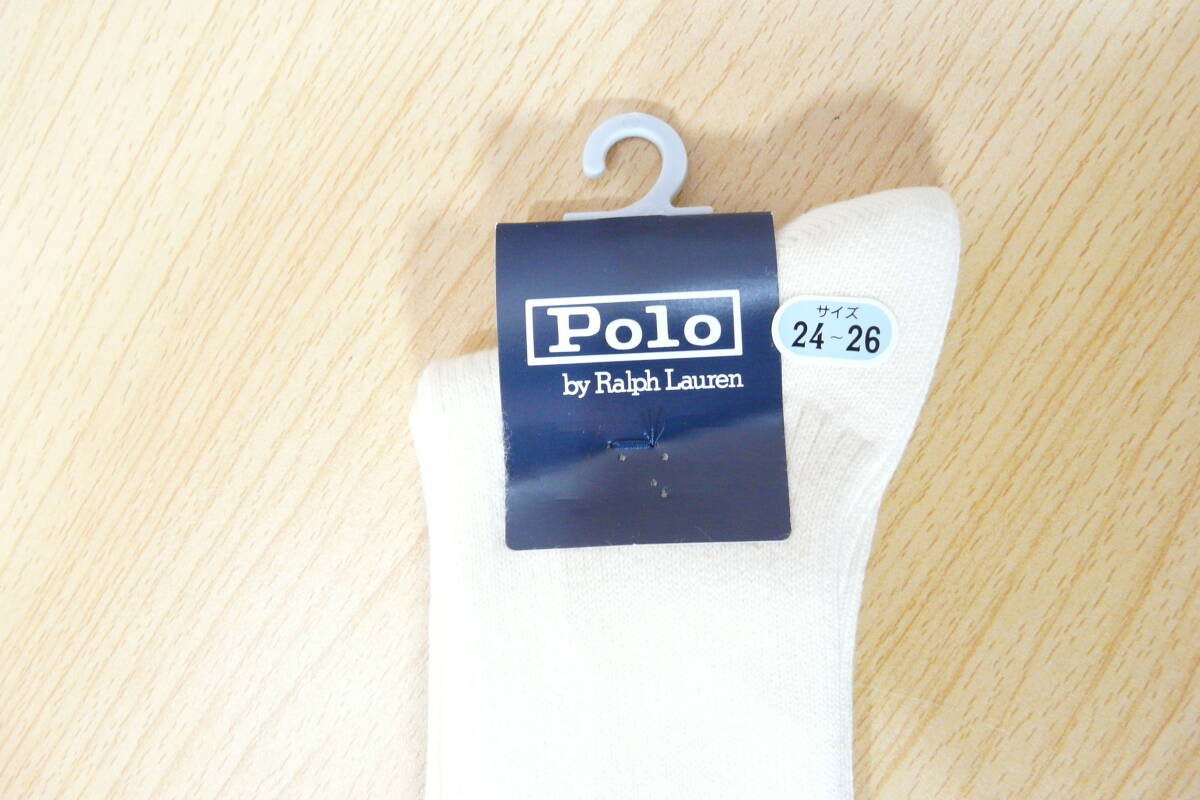 Polo
by Ralph Lauren
サイズ
24~26